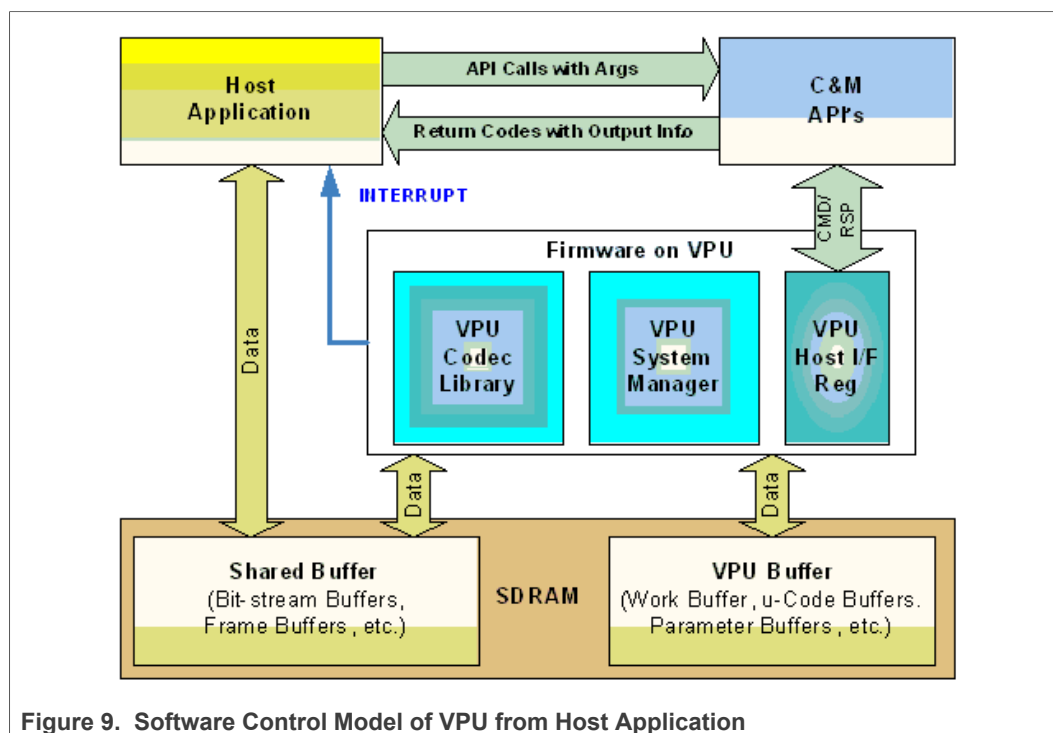 Host
Application
API Calls with Args
Return Codes with Output Info.
C&M
API's
INTERRUPT
CMD/
RSP
Firmware on VPU
VPU
Codec
Library
VPU
System
Manager
VPU
Host I/F
Reg
Data
Data
Data
Shared Buffer
(Bit-stream Buffers,
Frame Buffers, etc.)
SDRAM
VPU Buffer
(Work Buffer, u-Code Buffers.
Parameter Buffers, etc.)
Figure 9. Software Control Model of VPU from Host Application